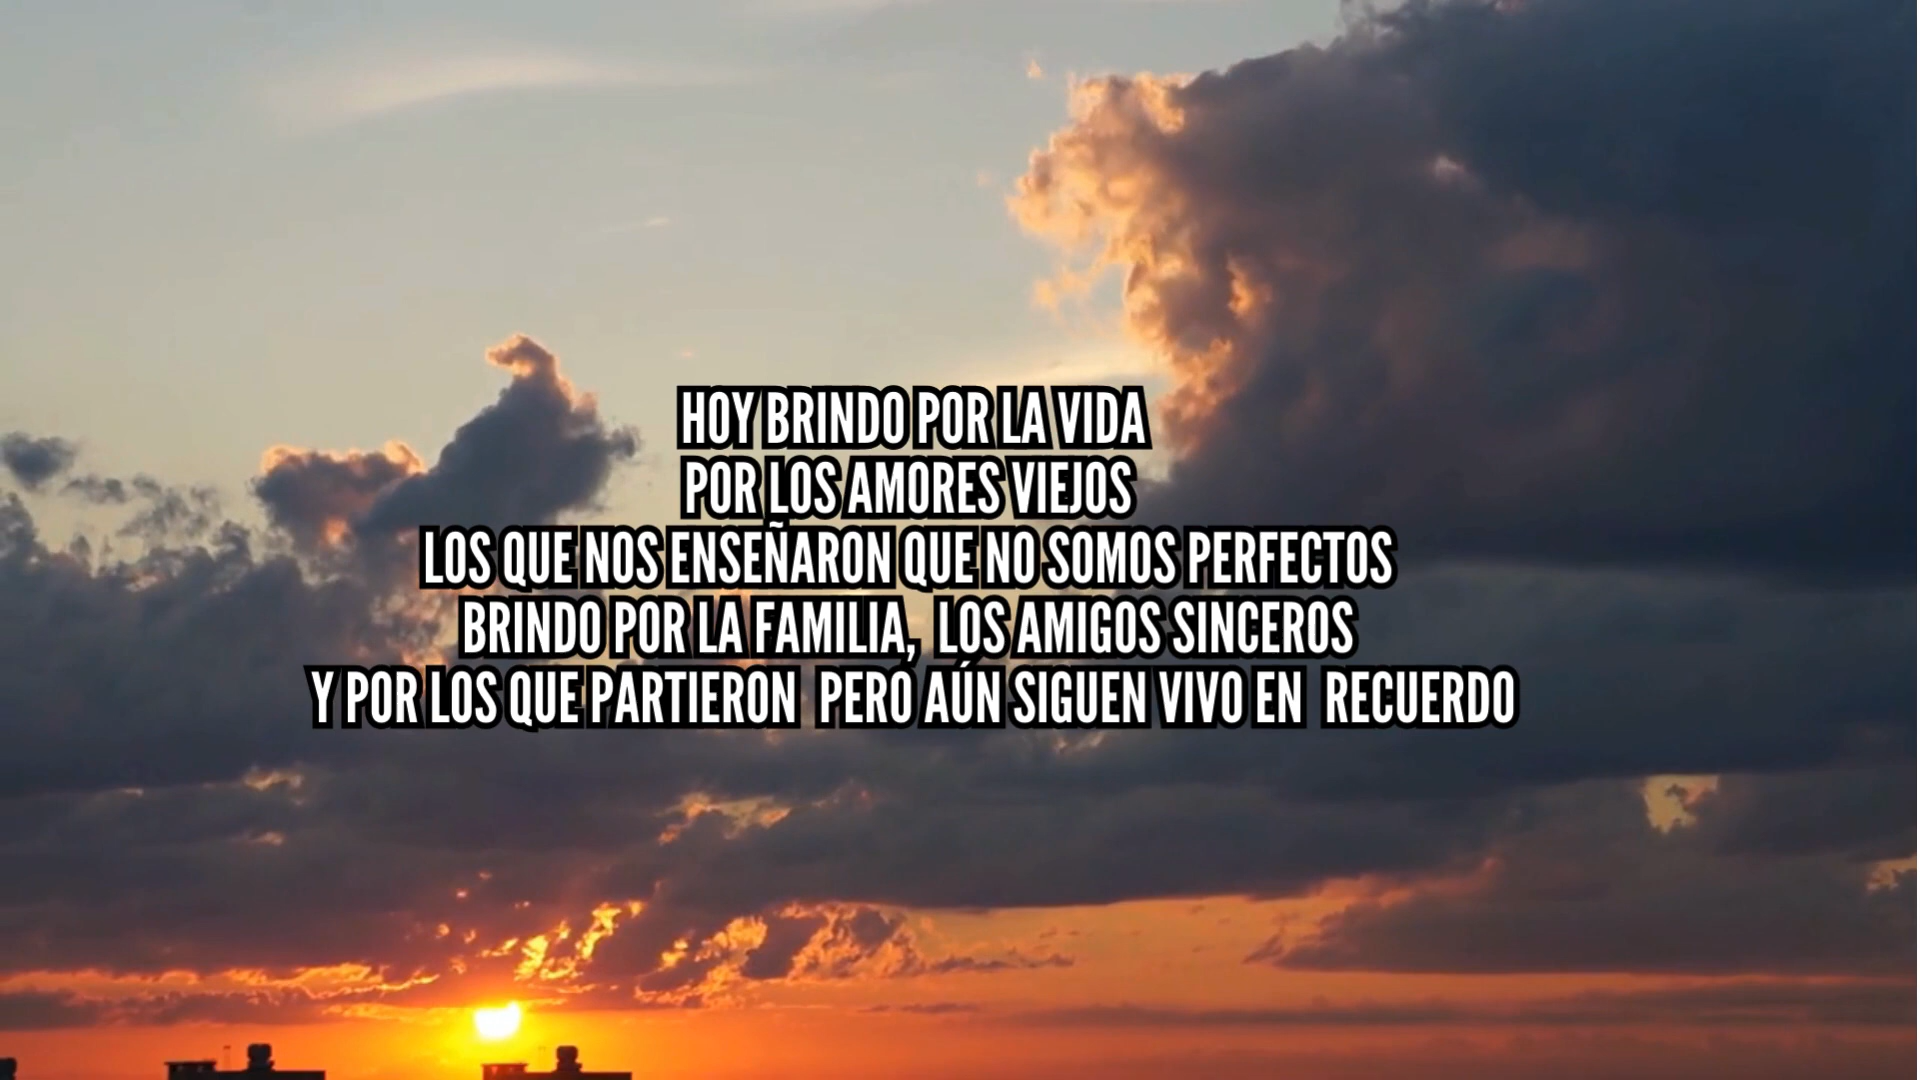 HOY BRINDO POR LA VIDA
POR LOS AMORES VIEJOS
LOS QUE NOS ENSEÑARON QUE NO SOMOS PERFECTOS
BRINDO POR LA FAMILIA, LOS AMIGOS SINCEROS
Y POR LOS QUE PARTIERON PERO AÚN SIGUEN VIVO EN RECUERDO